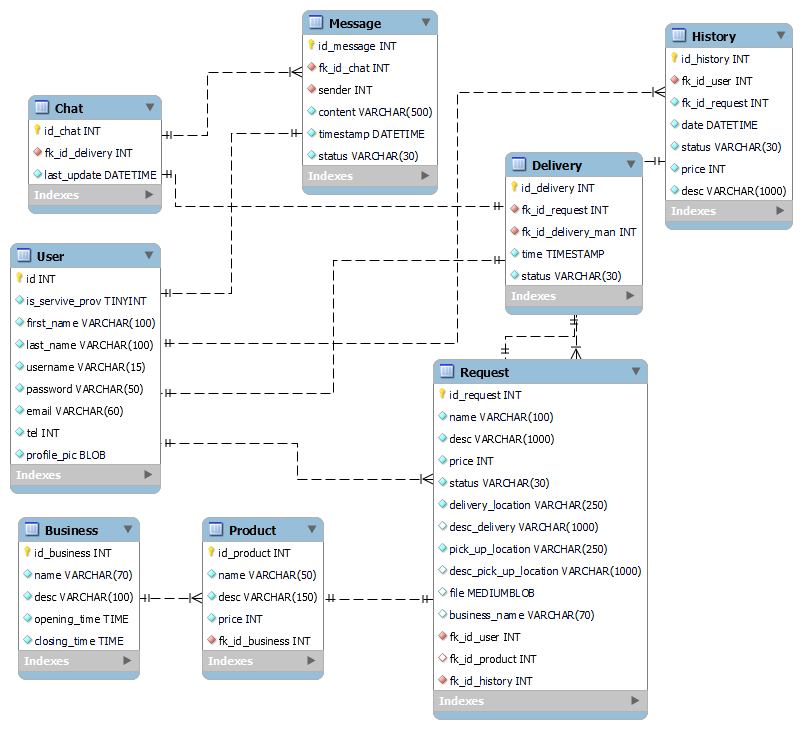 Message
id_message INT
fk_id_chat INT
sender INT
content VARCHAR(500)
timestamp DATETIME
status VARCHAR(30)
Indexes
History
id_history INT
fk_id_user INT
fk_id_request INT
date DATETIME
status VARCHAR(30)
price INT
desc VARCHAR(1000)
Indexes
Chat
id_chat INT
fk_id_delivery INT
last_update DATETIME
Indexes
Delivery
id_delivery INT
fk_id_request INT
fk_id_delivery_man INT
time TIMESTAMP
status VARCHAR(30)
Indexes
User
id INT
is_servive_prov TINYINT
first_name VARCHAR(100)
last_name VARCHAR(100)
username VARCHAR(15)
password VARCHAR(50)
email VARCHAR(60)
tel INT
profile_pic BLOB
Indexes
Request
id_request INT
name VARCHAR(100)
desc VARCHAR(1000)
price INT
status VARCHAR(30)
delivery_location VARCHAR(250)
desc_delivery VARCHAR(1000)
pick_up_location VARCHAR(250)
desc_pick_up_location VARCHAR(1000)
file MEDIUMBLOB
business_name VARCHAR(70)
fk_id_user INT
fk_id_product INT
fk_id_history INT
Indexes
Business
id_business INT
name VARCHAR(70)
desc VARCHAR(100)
opening_time TIME
closing_time TIME
Indexes
Product
id_product INT
name VARCHAR(50)
desc VARCHAR(150)
price INT
fk_id_business INT
Indexes